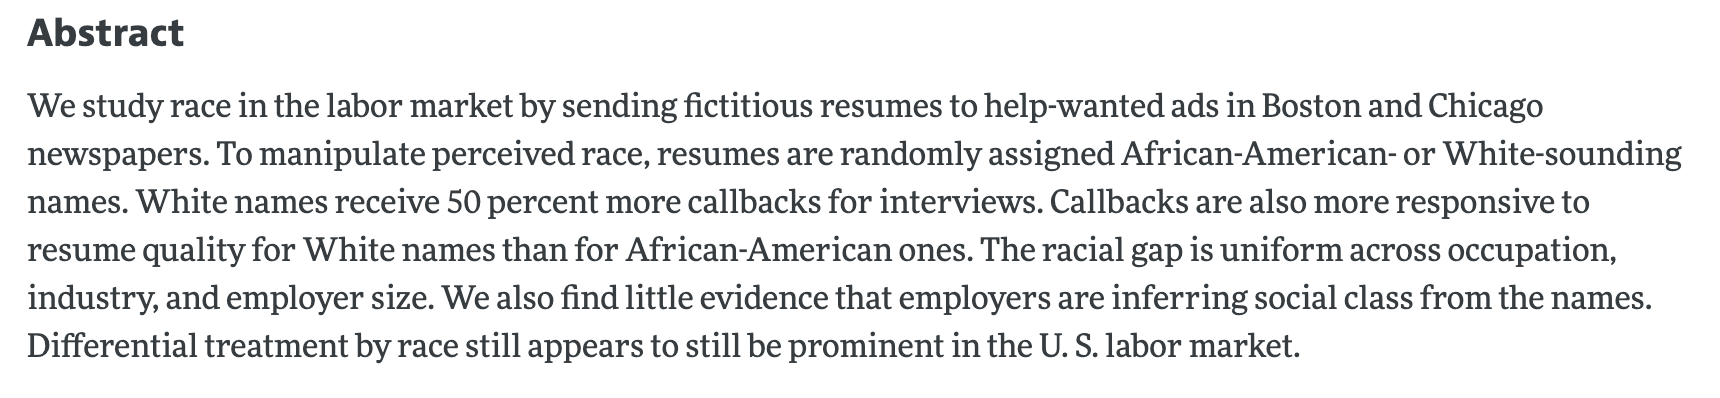 Abstract
We study race in the labor market by sending fictitious resumes to help-wanted ads in Boston and Chicago
newspapers. To manipulate perceived race, resumes are randomly assigned African-American- or White-sounding
names. White names receive 50 percent more callbacks for interviews. Callbacks are also more responsive to
resume quality for White names than for African-American ones. The racial gap is uniform across occupation,
industry, and employer size. We also find little evidence that employers are inferring social class from the names.
Differential treatment by race still appears to still be prominent in the U. S. labor market.